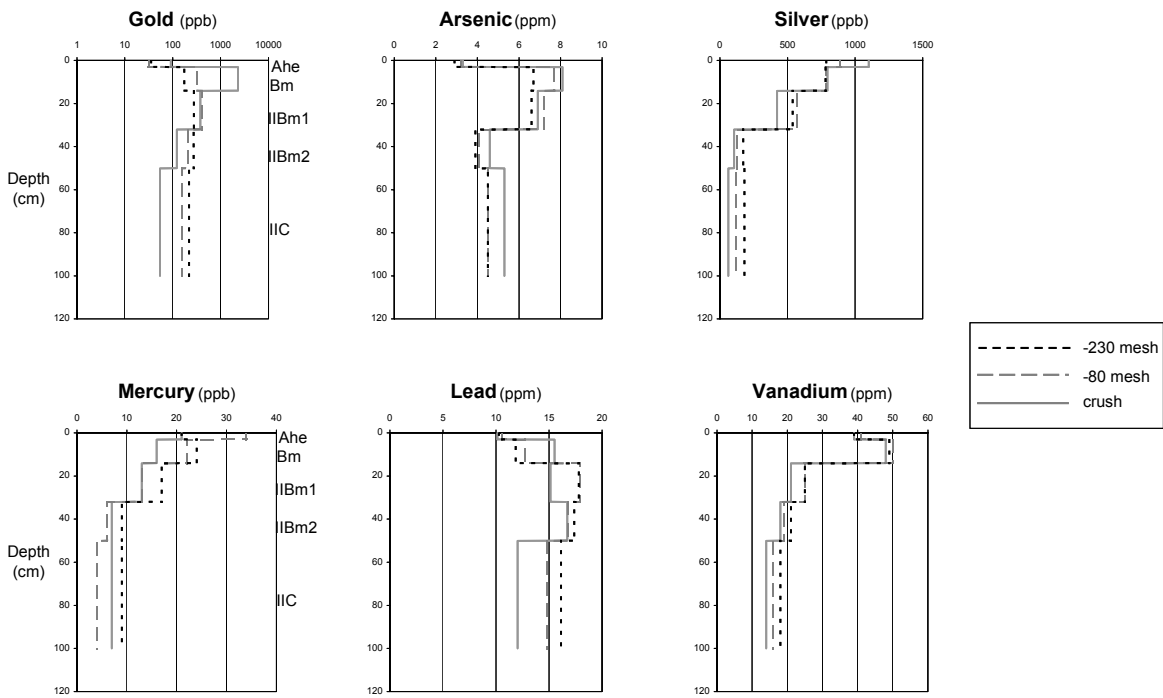 Gold (ppb)
Arsenic (ppm)
Silver (ppb)
1 10 100 1000 10000
0 2 4 6 8 10
0 500 1000 1500
0
20
40
60
80
100
120
0
20
40
60
80
100
120
0
20
40
60
80
100
120
Ahe
Bm
IIBm1
IIBm2
IIC
Depth
(cm)
-230 mesh
-80 mesh
crush
Mercury (ppb)
Lead (ppm)
Vanadium (ppm)
0 10 20 30 40
0 5 10 15 20
0 10 20 30 40 50 60
0
20
40
60
80
100
120
0
20
40
60
80
100
120
0
20
40
60
80
100
120
Ahe
Bm
IIBm1
IIBm2
IIC
Depth
(cm)